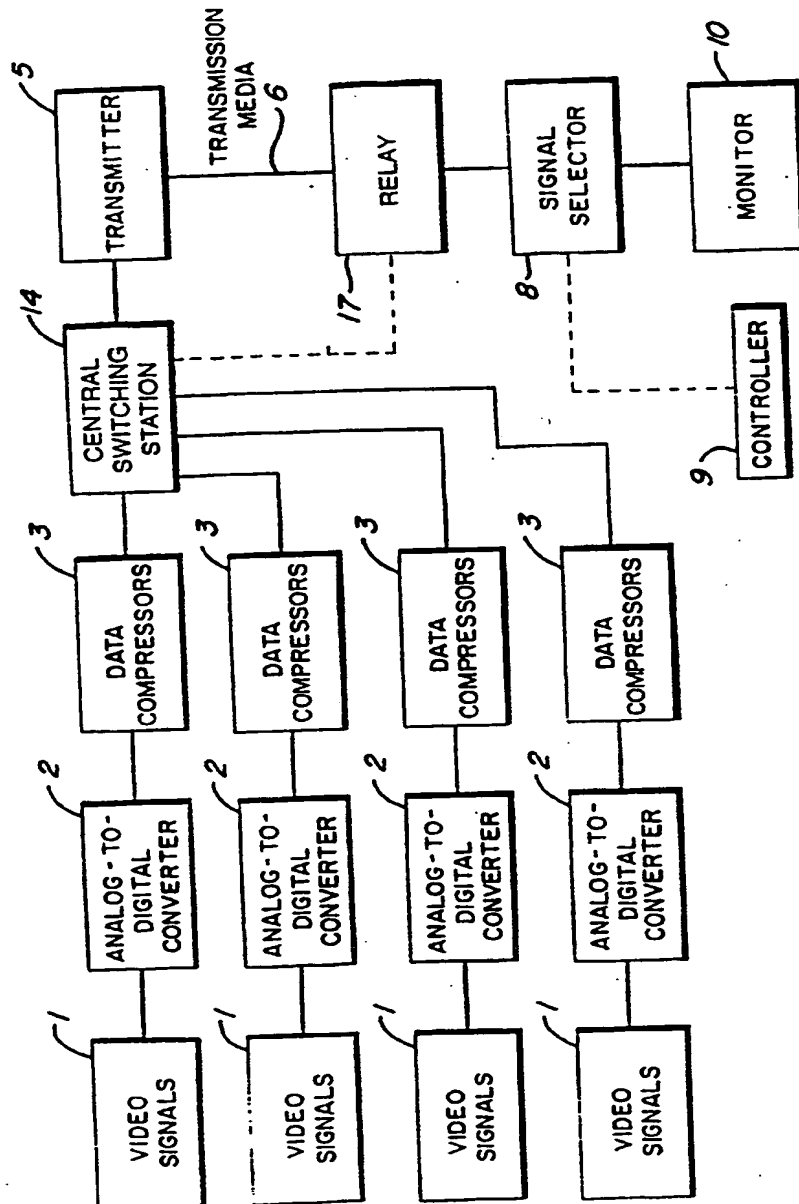 1
VIDEO
SIGNALS
2
ANALOG-TO-
DIGITAL
CONVERTER
3
DATA
COMPRESSORS
14
CENTRAL
SWITCHING
STATION
5
TRANSMITTER
1
VIDEO
SIGNALS
2
ANALOG-TO-
DIGITAL
CONVERTER
3
DATA
COMPRESSORS
TRANSMISSION
MEDIA
6
1
VIDEO
SIGNALS
2
ANALOG-TO-
DIGITAL
CONVERTER
3
DATA
COMPRESSORS
17
RELAY
1
VIDEO
SIGNALS
2
ANALOG-TO-
DIGITAL
CONVERTER
3
DATA
COMPRESSORS
8
SIGNAL
SELECTOR
9
CONTROLLER
10
MONITOR